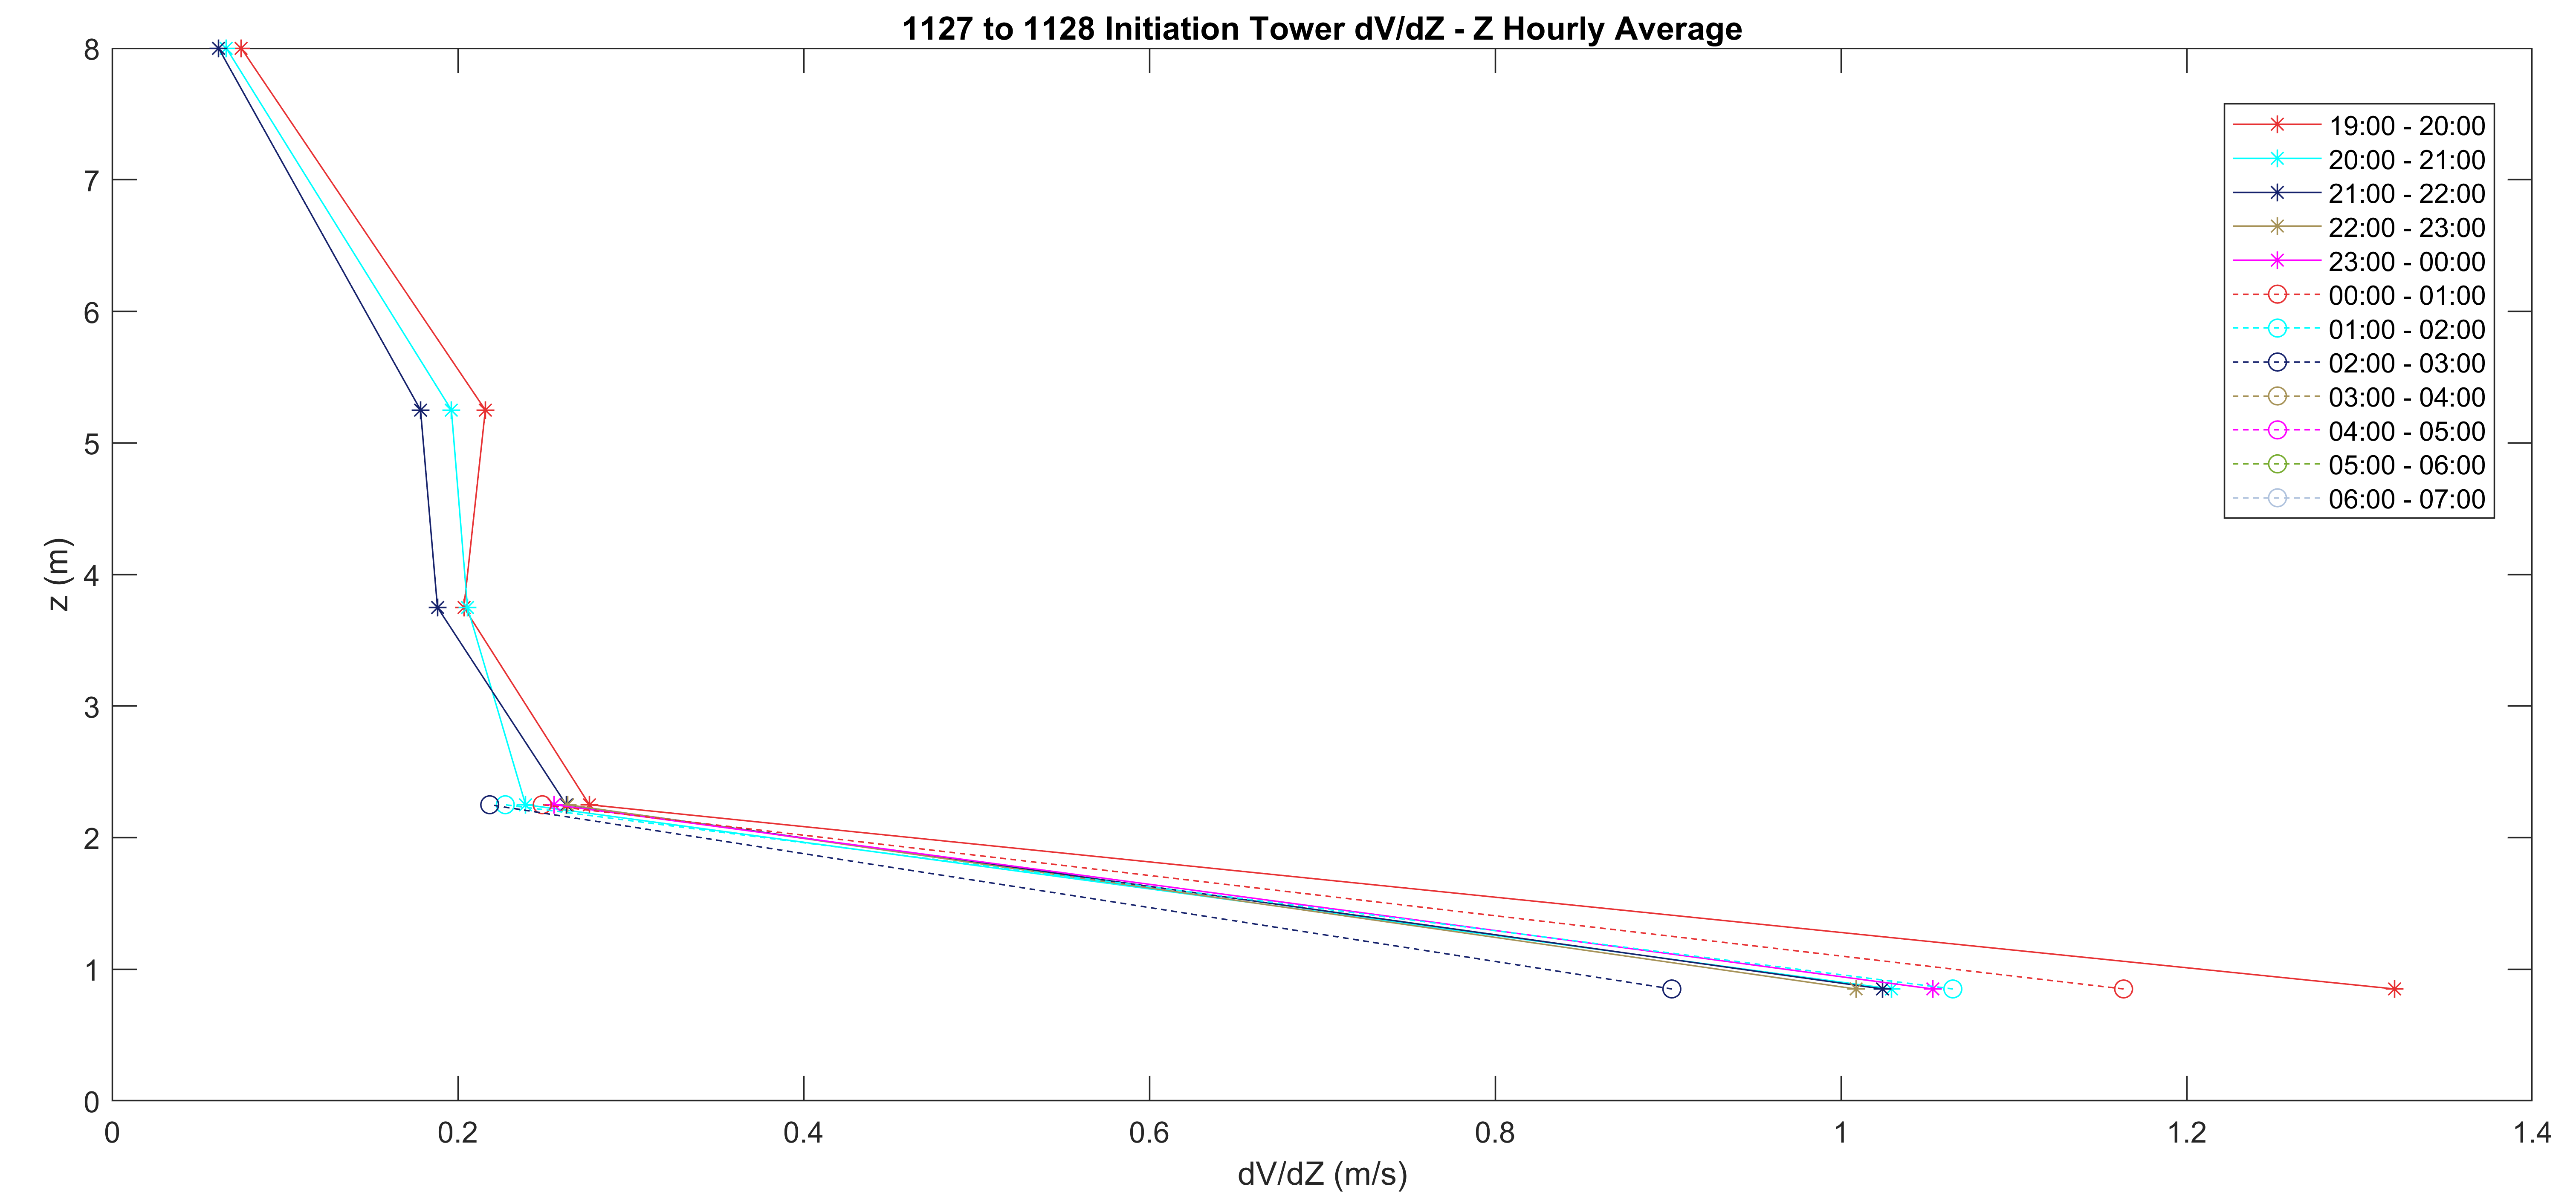 1127 to 1128 Initiation Tower dV/dZ - Z Hourly Average
8
7
6
5
4
3
2
1
0
z (m)
19:00 - 20:00
20:00 - 21:00
21:00 - 22:00
22:00 - 23:00
23:00 - 00:00
00:00 - 01:00
01:00 - 02:00
02:00 - 03:00
03:00 - 04:00
04:00 - 05:00
05:00 - 06:00
06:00 - 07:00
0 0.2 0.4 0.6 0.8 1 1.2 1.4
dV/dZ (m/s)